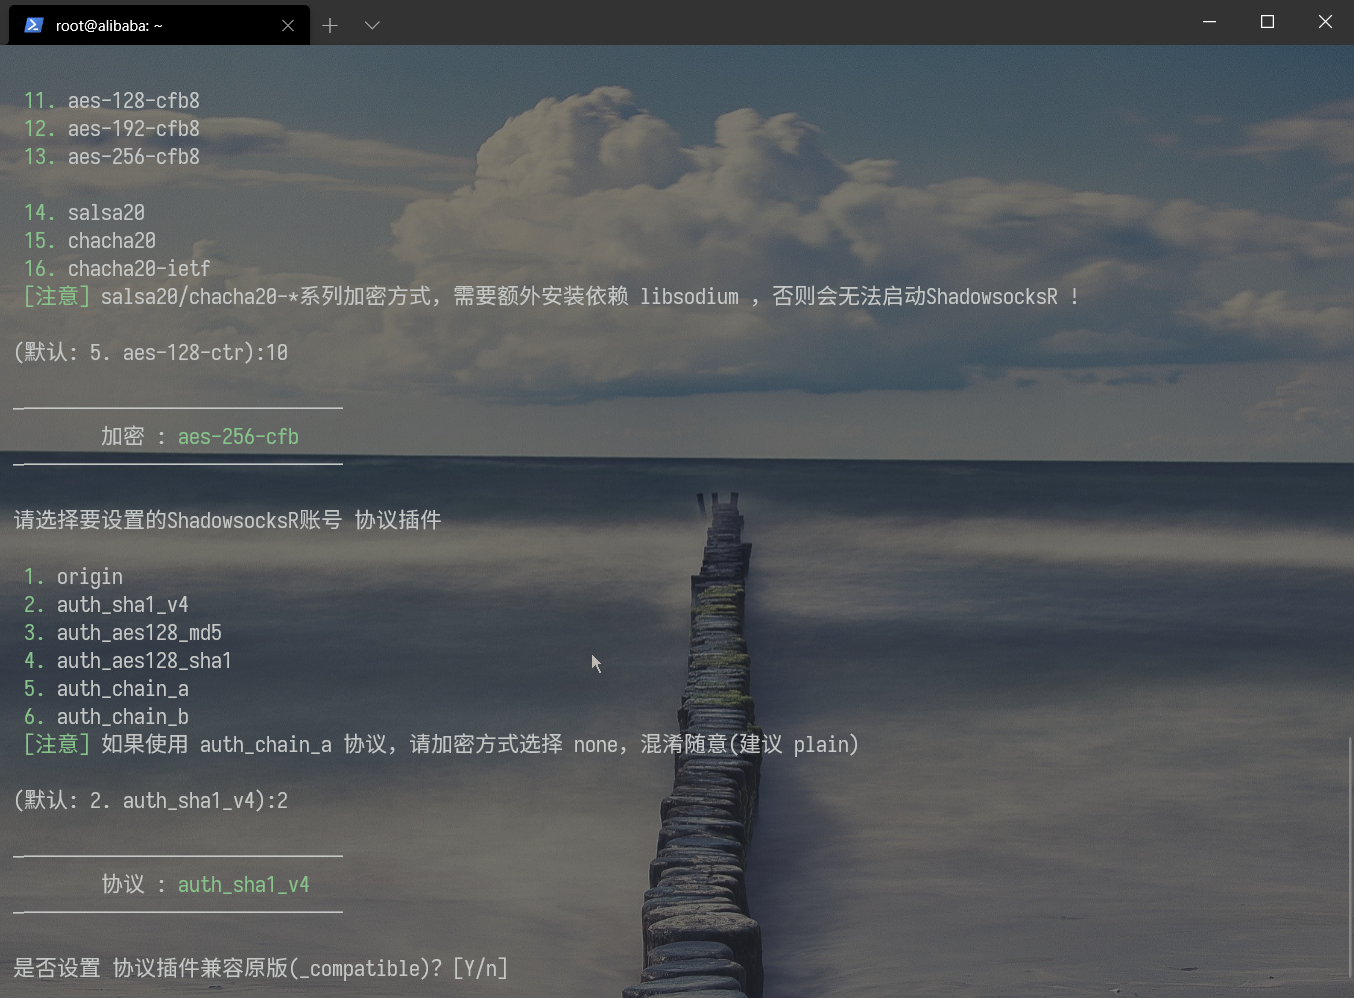 root@alibaba: ~
11. aes-128-cfb8
12. aes-192-cfb8
13. aes-256-cfb8
14. salsa20
15. chacha20
16. chacha20-ietf
[注意] salsa20/chacha20-*系列加密方式，需要额外安装依赖 libsodium ，否则会无法启动ShadowsocksR !
(默认: 5. aes-128-ctr):10
加密 : aes-256-cfb
请选择要设置的ShadowsocksR账号 协议插件
1. origin
2. auth_sha1_v4
3. auth_aes128_md5
4. auth_aes128_sha1
5. auth_chain_a
6. auth_chain_b
[注意] 如果使用 auth_chain_a 协议，请加密方式选择 none，混淆随意(建议 plain)
(默认: 2. auth_sha1_v4):2
协议 : auth_sha1_v4
是否设置 协议插件兼容原版(_compatible)? [Y/n]